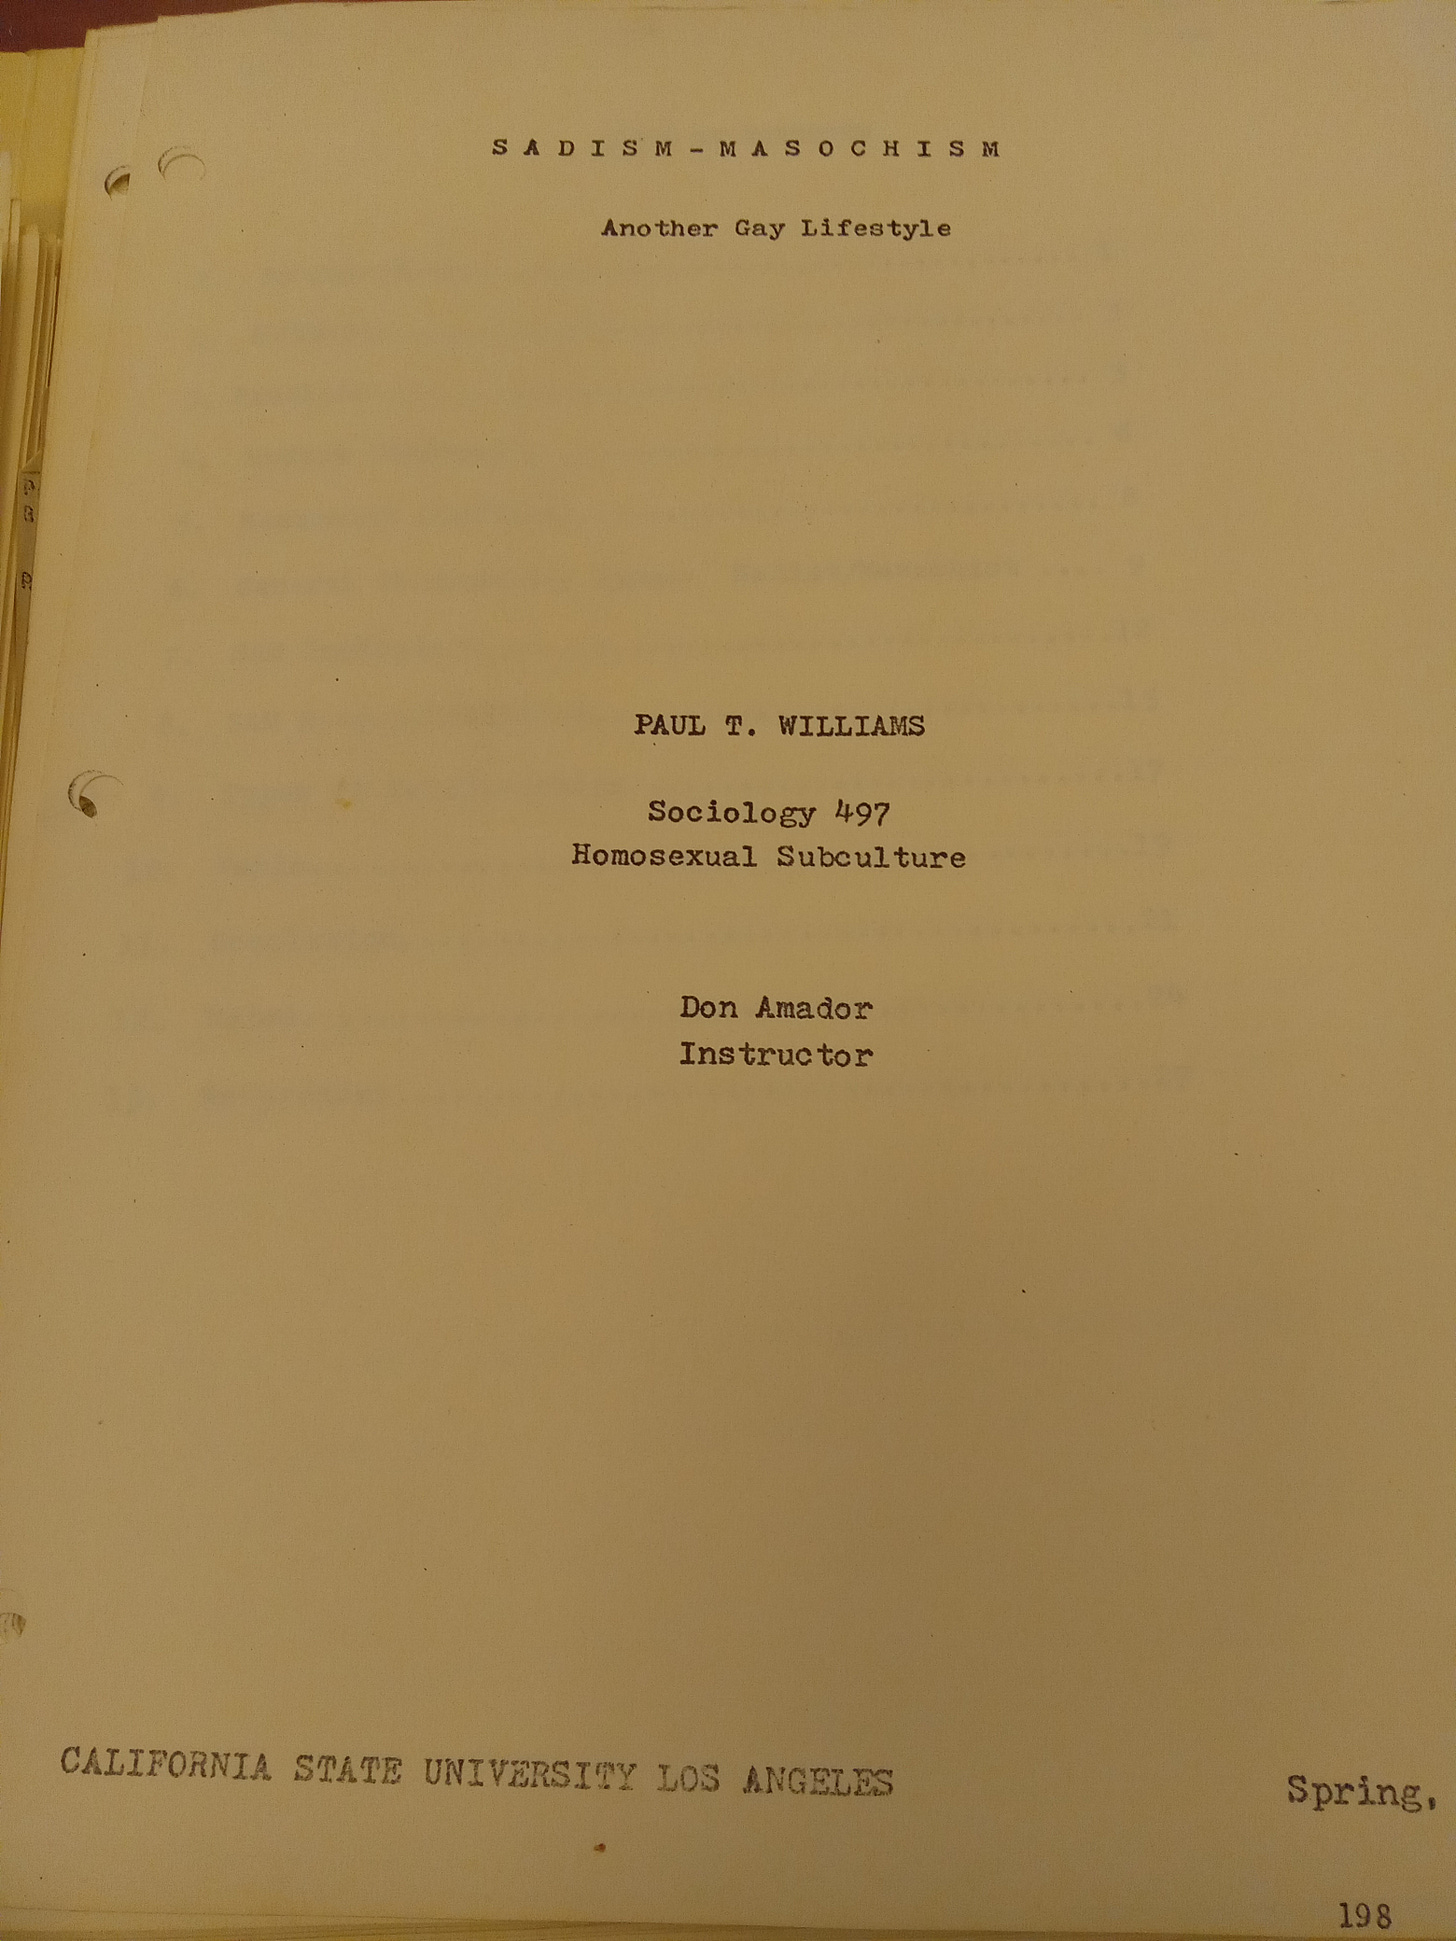 S A D I S M - M A S O C H I S M
Another Gay Lifestyle
PAUL T. WILLIAMS
Sociology 497
Homosexual Subculture
Don Amador
Instructor
CALIFORNIA STATE UNIVERSITY LOS ANGELES
Spring,
198